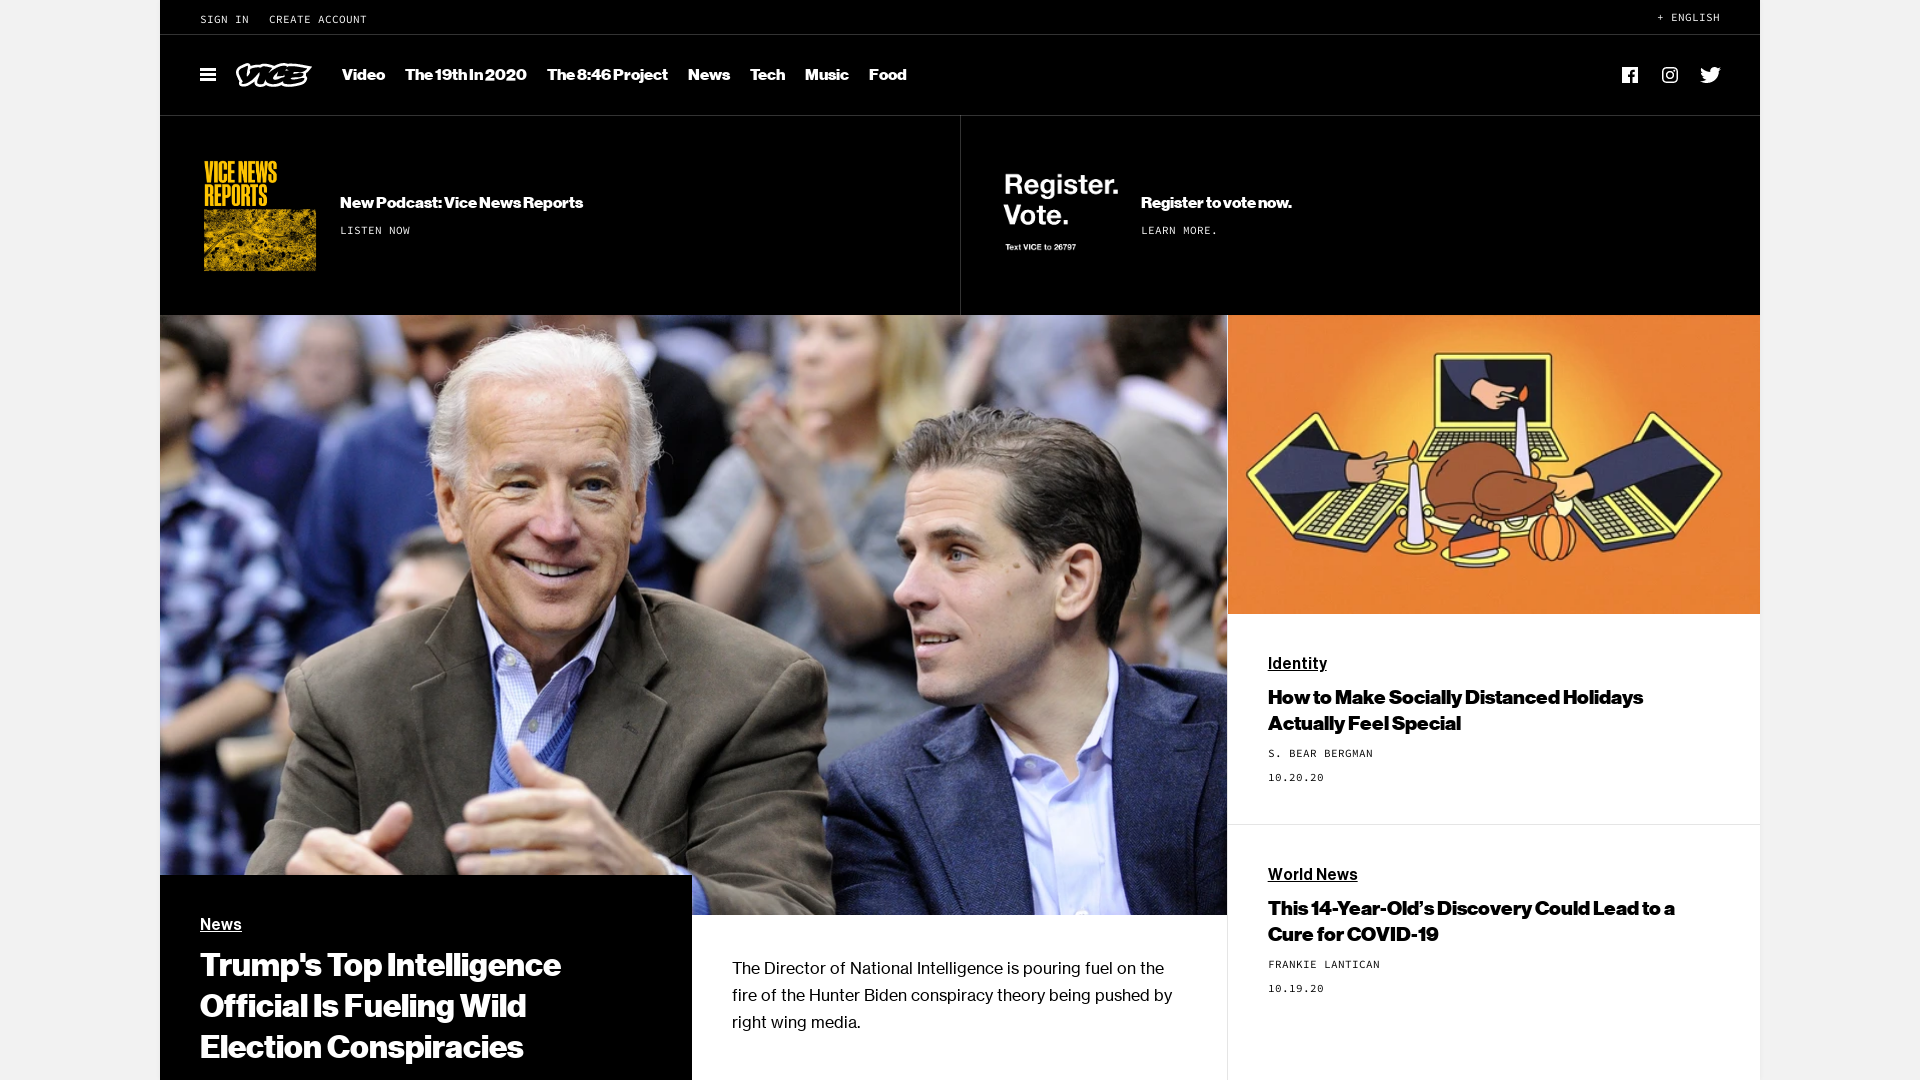 SIGN IN
CREATE ACCOUNT
+ ENGLISH
VICE
Video
The 19th In 2020
The 8:46 Project
News
Tech
Music
Food
VICE NEWS
REPORTS
New Podcast: Vice News Reports
LISTEN NOW
Register.
Vote.
Text VICE to 26797
Register to vote now.
LEARN MORE.
News
Trump's Top Intelligence
Official Is Fueling Wild
Election Conspiracies
The Director of National Intelligence is pouring fuel on the
fire of the Hunter Biden conspiracy theory being pushed by
right wing media.
Identity
How to Make Socially Distanced Holidays
Actually Feel Special
S. BEAR BERGMAN
10.20.20
World News
This 14-Year-Old’s Discovery Could Lead to a
Cure for COVID-19
FRANKIE LANTICAN
10.19.20